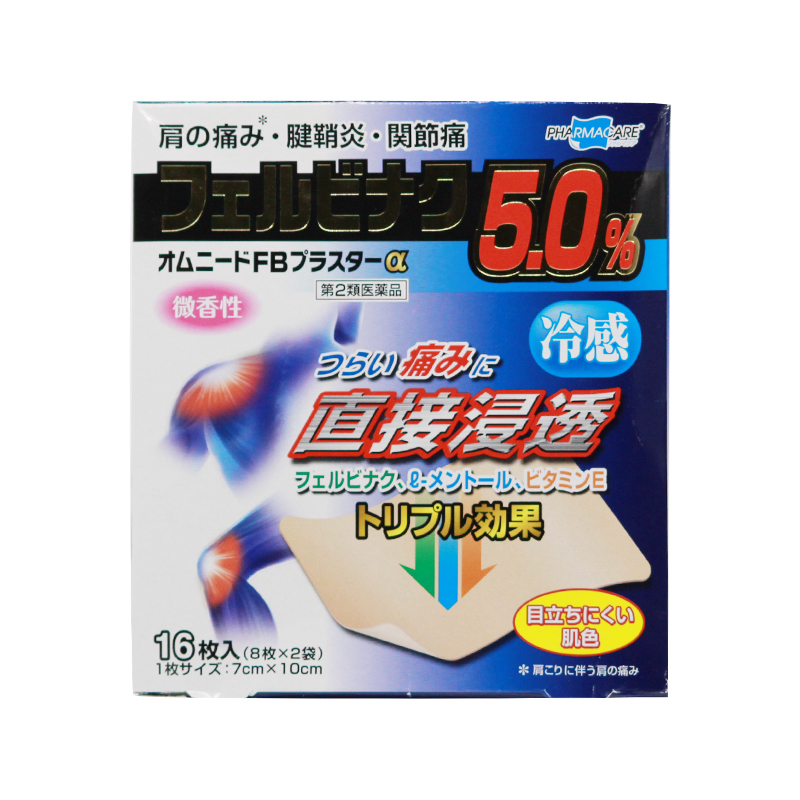 肩の痛み*・腱鞘炎・関節痛
PHARMACARE
フェルビナク 5.0%
オムニードFBプラスターα
第2類医薬品
微香性
冷感
つらい痛みに
直接浸透
フェルビナク、ℓ-メントール、ビタミンE
トリプル効果
目立ちにくい
肌色
16枚入(8枚×2袋)
1枚サイズ:7cm×10cm
*肩こりに伴う肩の痛み